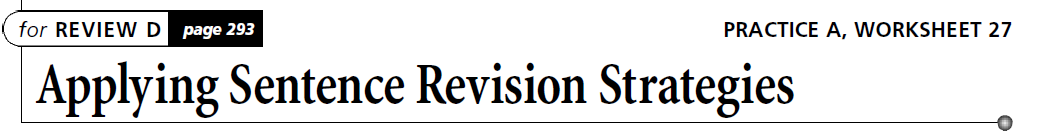 for REVIEW D page 293 PRACTICE A, WORKSHEET 27
Applying Sentence Revision Strategies